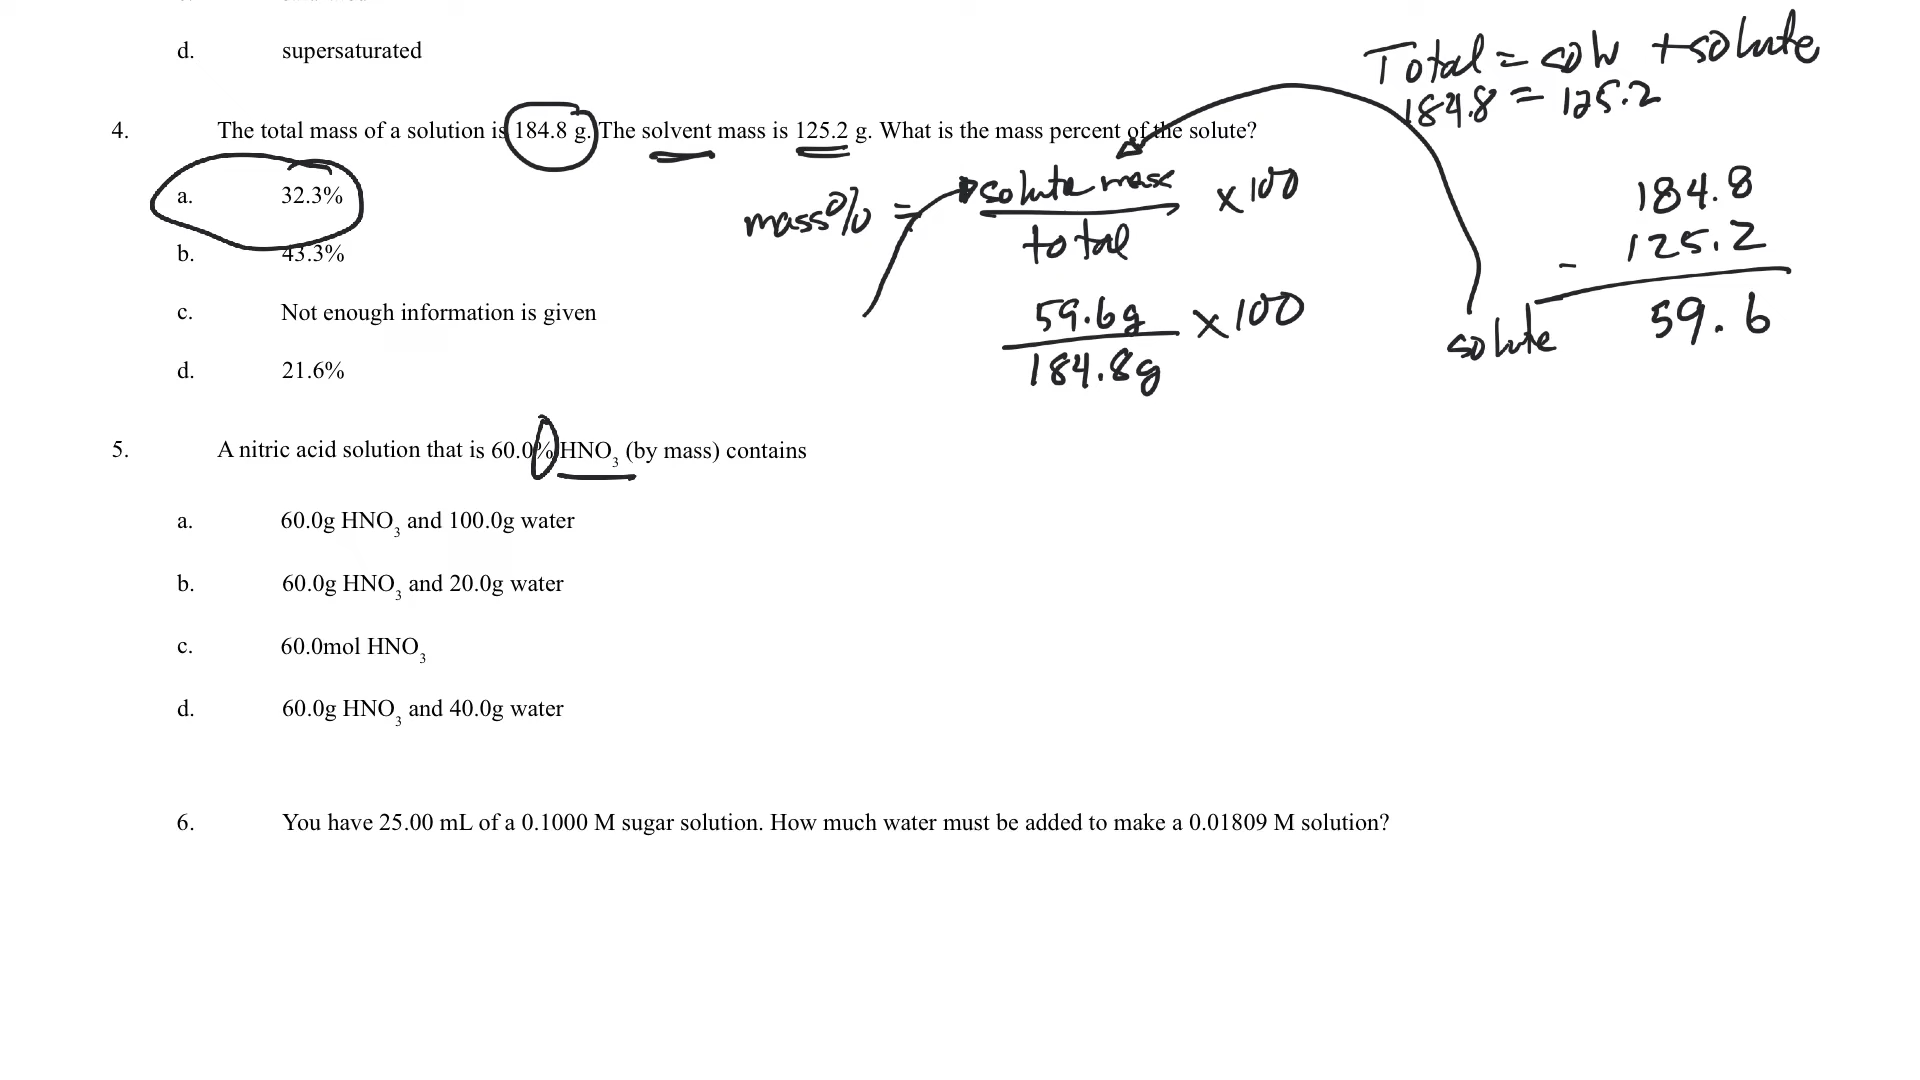 d. supersaturated
Total = solv + solute
184.8 = 125.2
4. The total mass of a solution is 184.8 g. The solvent mass is 125.2 g. What is the mass percent of the solute?
a. 32.3%
mass% = solute mass × 100
total
184.8
- 125.2
59.6
solute
b. 43.3%
c. Not enough information is given
59.6g × 100
184.8g
d. 21.6%
5. A nitric acid solution that is 60.0% HNO₃ (by mass) contains
a. 60.0g HNO₃ and 100.0g water
b. 60.0g HNO₃ and 20.0g water
c. 60.0mol HNO₃
d. 60.0g HNO₃ and 40.0g water
6. You have 25.00 mL of a 0.1000 M sugar solution. How much water must be added to make a 0.01809 M solution?